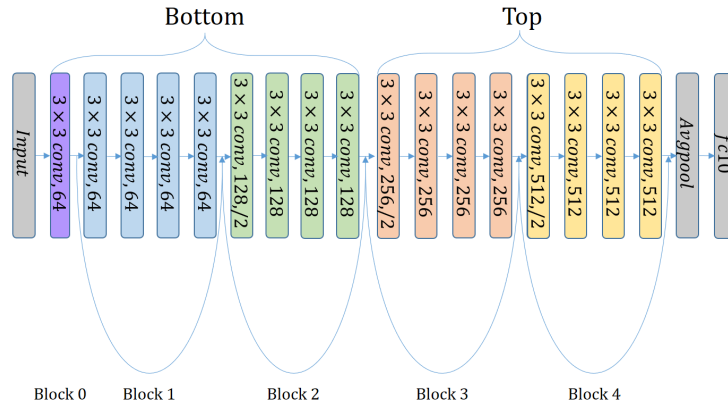 Bottom
Top
Input
3 × 3 conv, 64
3 × 3 conv, 64
3 × 3 conv, 64
3 × 3 conv, 64
3 × 3 conv, 64
3 × 3 conv, 128,/2
3 × 3 conv, 128
3 × 3 conv, 128
3 × 3 conv, 128
3 × 3 conv, 256,/2
3 × 3 conv, 256
3 × 3 conv, 256
3 × 3 conv, 256
3 × 3 conv, 512,/2
3 × 3 conv, 512
3 × 3 conv, 512
3 × 3 conv, 512
Avgpool
fc10
Block 0
Block 1
Block 2
Block 3
Block 4